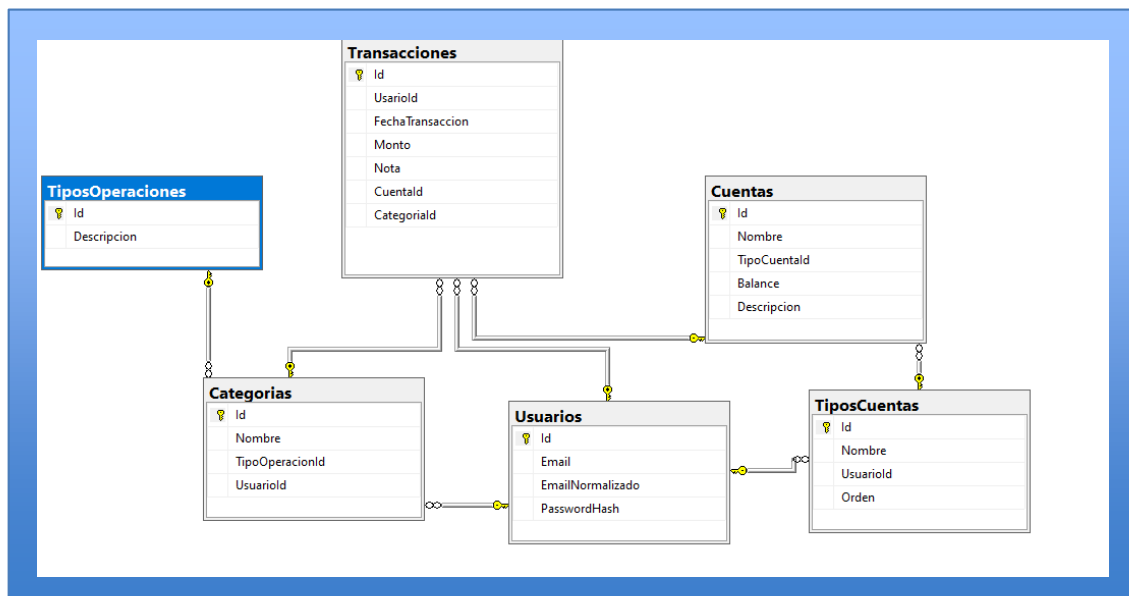 Transacciones
Id
UsarioId
FechaTransaccion
Monto
Nota
CuentaId
CategoriaId
TiposOperaciones
Id
Descripcion
Cuentas
Id
Nombre
TipoCuentaId
Balance
Descripcion
Categorias
Id
Nombre
TipoOperacionId
UsuarioId
Usuarios
Id
Email
EmailNormalizado
PasswordHash
TiposCuentas
Id
Nombre
UsuarioId
Orden